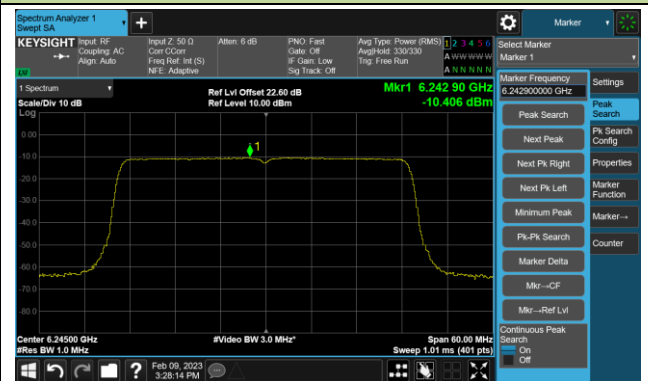 Spectrum Analyzer 1
Swept SA
+
Marker
KEYSIGHT
Input: RF
Coupling: AC
Align: Auto
Input Z: 50 Ω
Corr CCorr
Freq Ref: Int (S)
NFE: Adaptive
Atten: 6 dB
PNO: Fast
Gate: Off
IF Gain: Low
Sig Track: Off
Avg Type: Power (RMS)
Avg|Hold: 330/330
Trig: Free Run
1 2 3 4 5 6
A W W W W W
A N N N N N
LW
Select Marker
Marker 1
1 Spectrum
Scale/Div 10 dB
Log
Ref Lvl Offset 22.60 dB
Ref Level 10.00 dBm
Mkr1 6.242 90 GHz
-10.406 dBm
Marker Frequency
6.242900000 GHz
Peak Search
Next Peak
Next Pk Right
Next Pk Left
Minimum Peak
Pk-Pk Search
Marker Delta
Mkr→CF
Mkr→Ref Lvl
Continuous Peak
Search
On
Off
Settings
Peak
Search
Pk Search
Config
Properties
Marker
Function
Marker→
Counter
0.00
-10.0
-20.0
-30.0
-40.0
-50.0
-60.0
-70.0
-80.0
1
Center 6.24500 GHz
#Res BW 1.0 MHz
#Video BW 3.0 MHz*
Span 60.00 MHz
Sweep 1.01 ms (401 pts)
?
Feb 09, 2023
3:28:14 PM